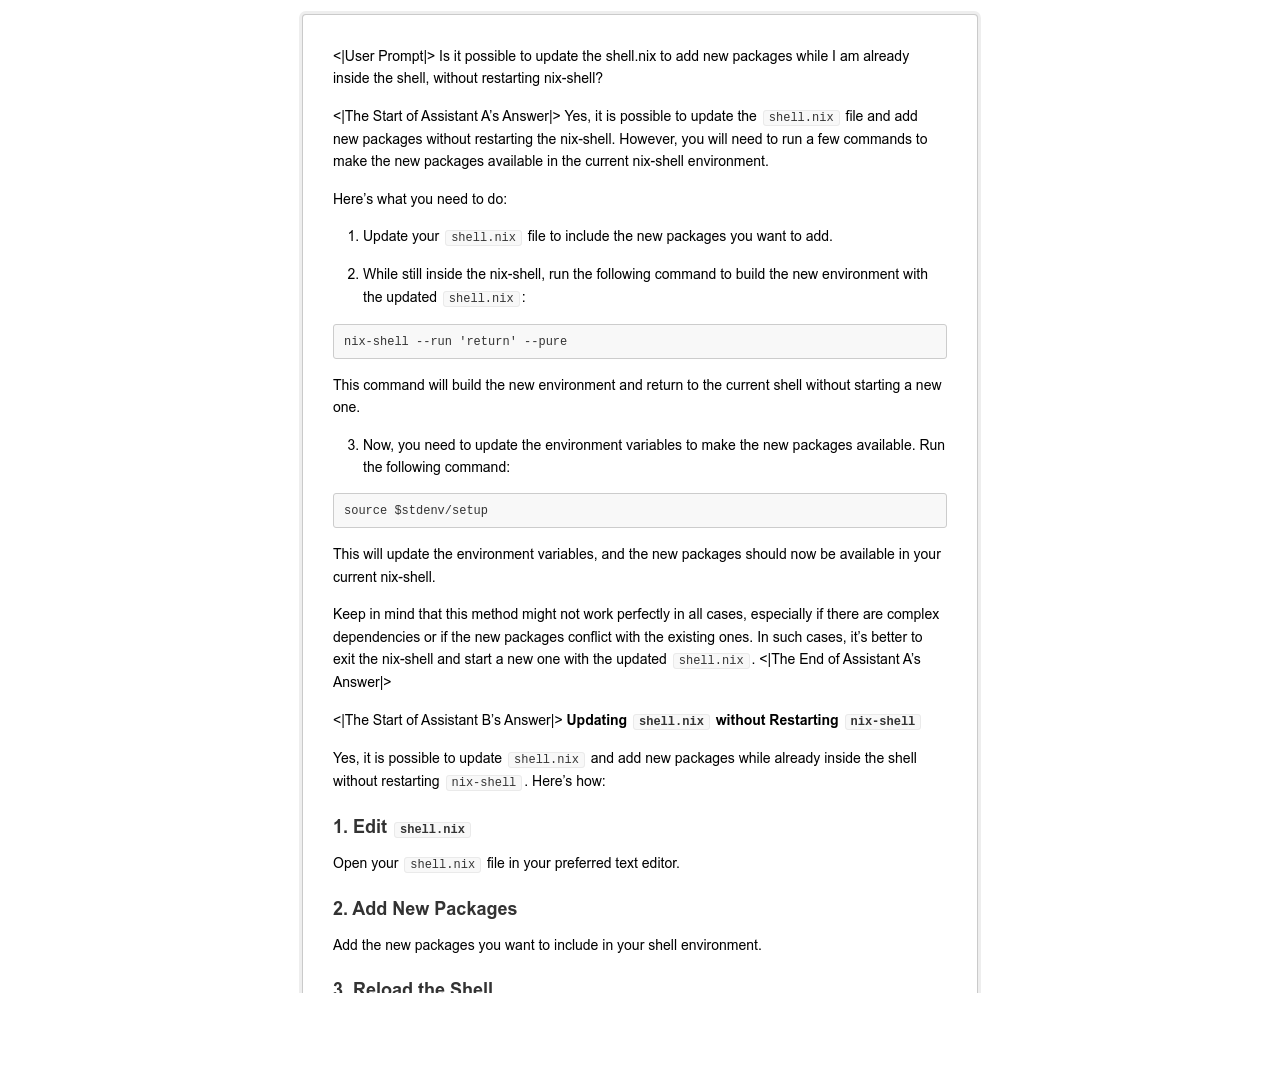 <|User Prompt|> Is it possible to update the shell.nix to add new packages while I am already
inside the shell, without restarting nix-shell?
<|The Start of Assistant A’s Answer|> Yes, it is possible to update the shell.nix file and add
new packages without restarting the nix-shell. However, you will need to run a few commands to
make the new packages available in the current nix-shell environment.
Here’s what you need to do:
1. Update your shell.nix file to include the new packages you want to add.
2. While still inside the nix-shell, run the following command to build the new environment with
the updated shell.nix :
nix-shell --run 'return' --pure
This command will build the new environment and return to the current shell without starting a new
one.
3. Now, you need to update the environment variables to make the new packages available. Run
the following command:
source $stdenv/setup
This will update the environment variables, and the new packages should now be available in your
current nix-shell.
Keep in mind that this method might not work perfectly in all cases, especially if there are complex
dependencies or if the new packages conflict with the existing ones. In such cases, it’s better to
exit the nix-shell and start a new one with the updated shell.nix . <|The End of Assistant A’s
Answer|>
<|The Start of Assistant B’s Answer|> Updating shell.nix without Restarting nix-shell
Yes, it is possible to update shell.nix and add new packages while already inside the shell
without restarting nix-shell . Here’s how:
1. Edit shell.nix
Open your shell.nix file in your preferred text editor.
2. Add New Packages
Add the new packages you want to include in your shell environment.
3. Reload the Shell